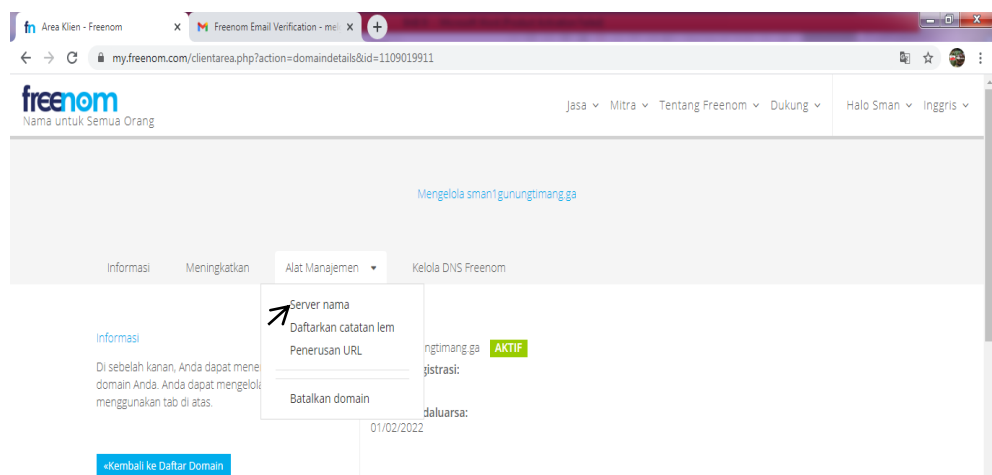 Area Klien - Freenom
Freenom Email Verification - me
my.freenom.com/clientarea.php?action=domaindetails&id=1109019911
freenom
Nama untuk Semua Orang
Jasa Mitra Tentang Freenom Dukung Halo Sman Inggris
Mengelola sman1gunungtimang.ga
Informasi Meningkatkan Alat Manajemen Kelola DNS Freenom
Server nama
Daftarkan catatan lem
Penerusan URL
Batalkan domain
Informasi
Di sebelah kanan, Anda dapat mene
domain Anda. Anda dapat mengelola
menggunakan tab di atas.
«Kembali ke Daftar Domain
ngtimang.ga AKTIF
gistrasi:
daluarsa:
01/02/2022